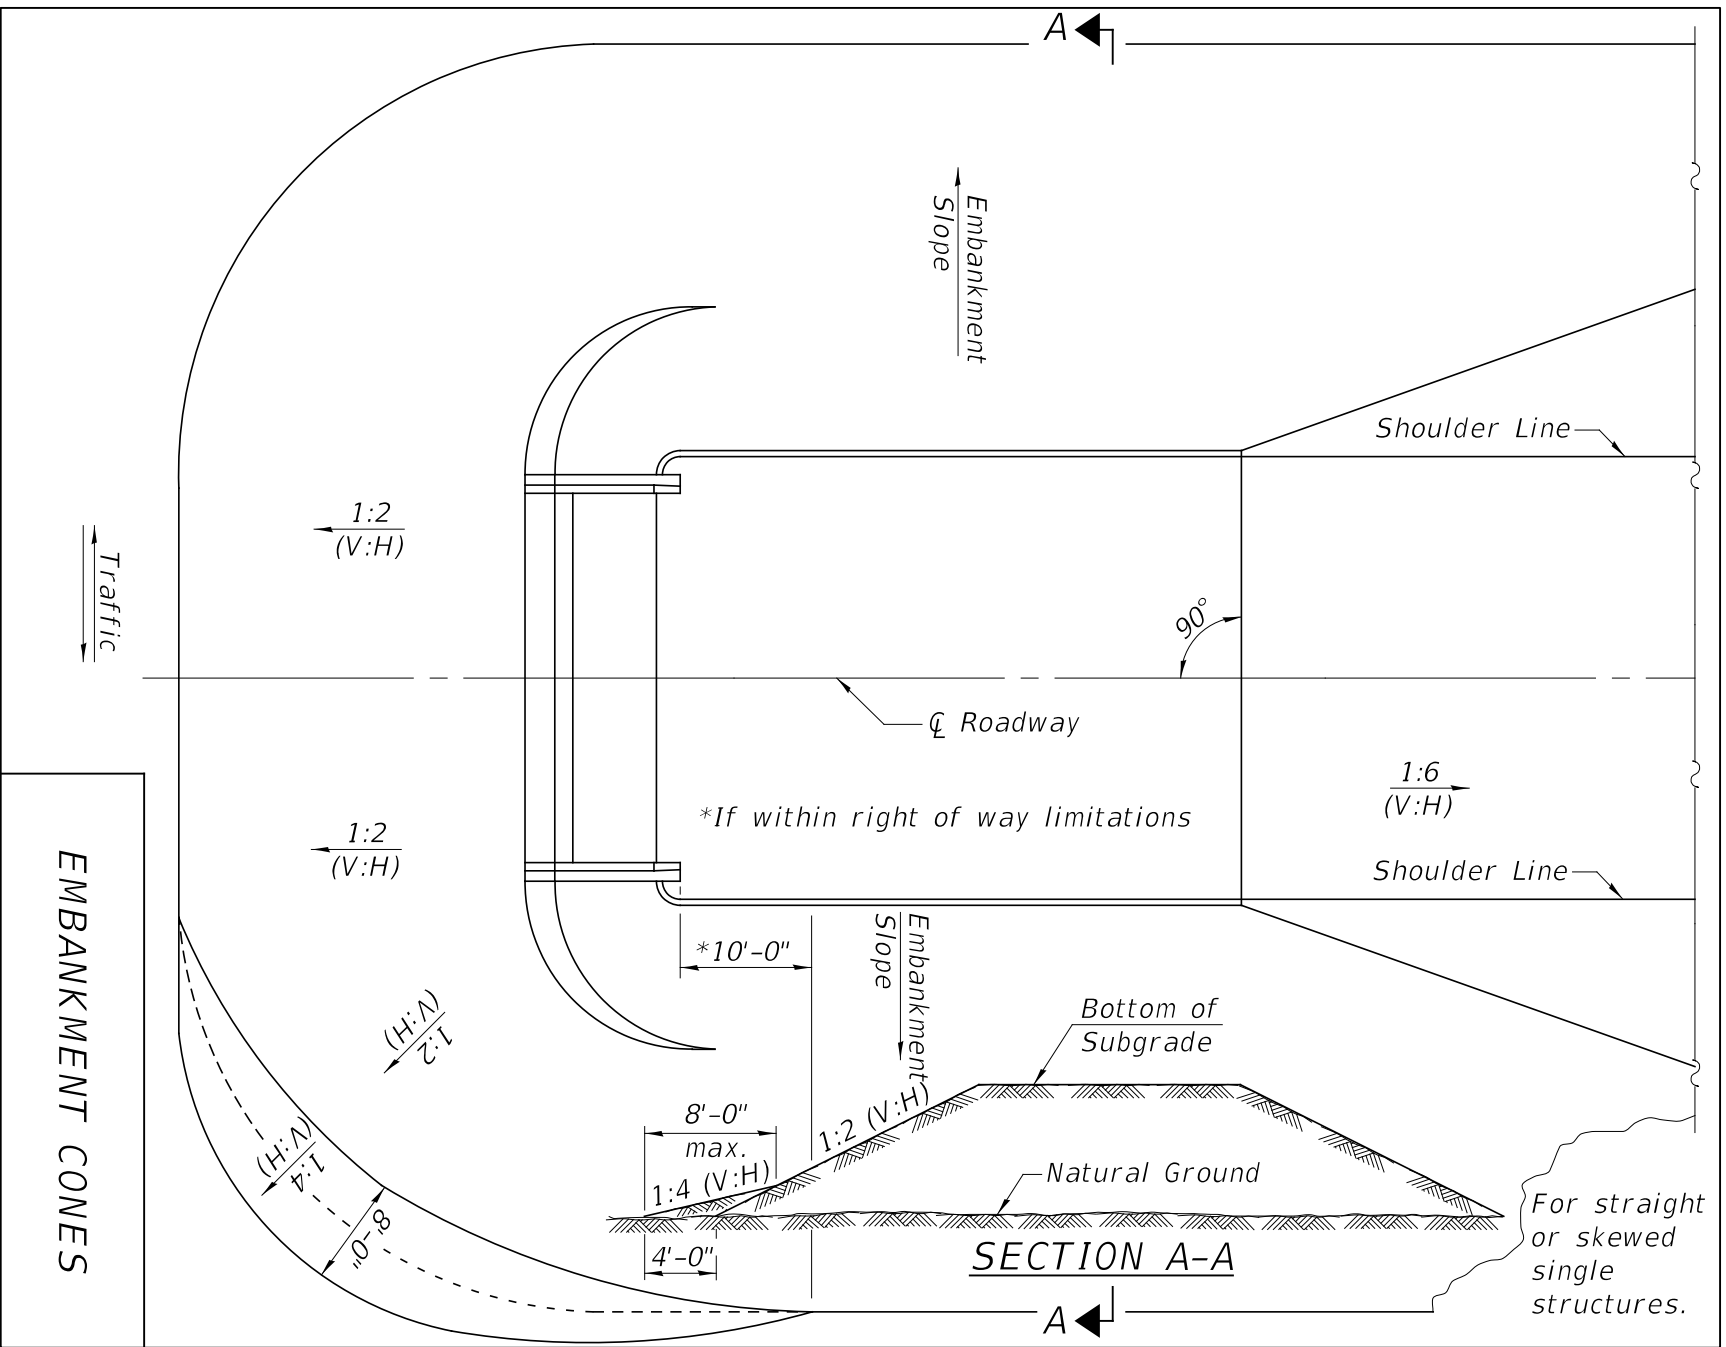 A
Embankment
Slope
Shoulder Line
1:2
(V:H)
Traffic
90°
℄ Roadway
1:6
(V:H)
*If within right of way limitations
1:2
(V:H)
Shoulder Line
*10'-0"
Embankment
Slope
1:2
(V:H)
Bottom of
Subgrade
8'-0"
max.
1:2 (V:H)
1:4 (V:H)
Natural Ground
1:4
(V:H)
8'-0"
4'-0"
SECTION A-A
For straight
or skewed
single
structures.
A
EMBANKMENT CONES